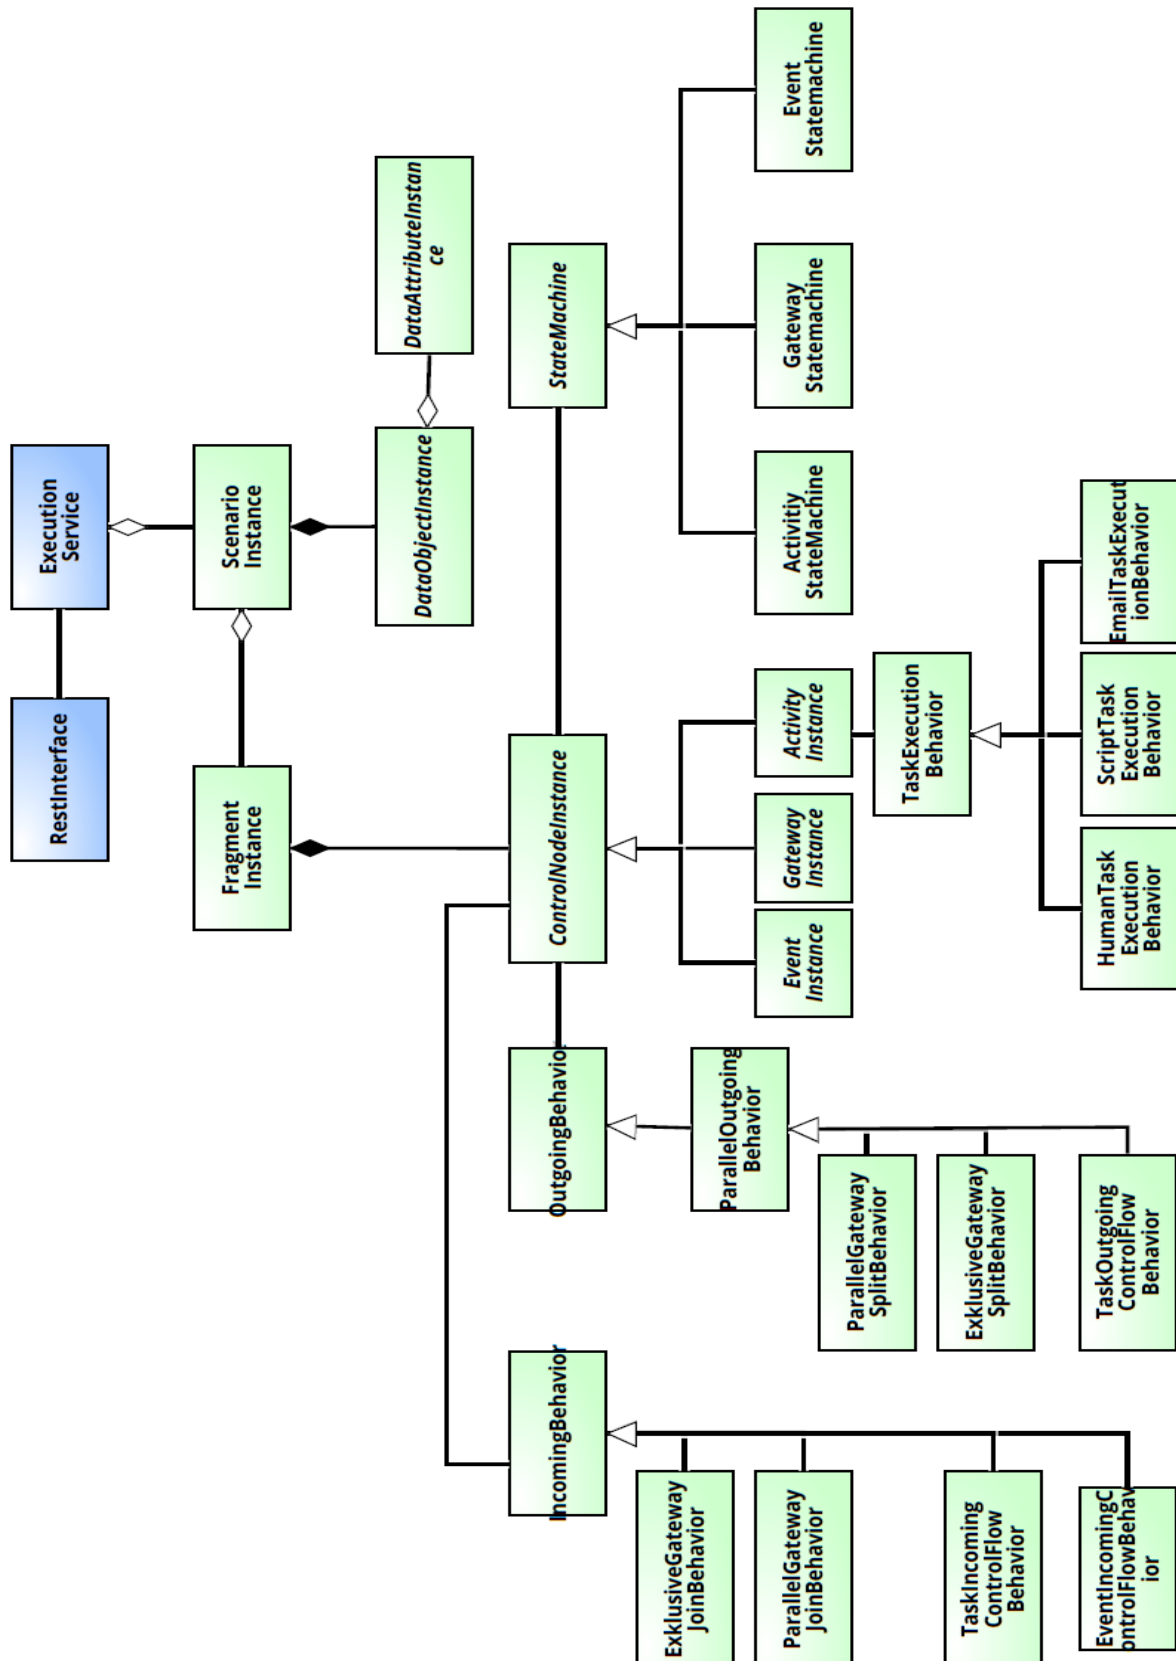 RestInterface
Execution
Service
Fragment
Instance
Scenario
Instance
DataObjectInstance
DataAttributeInstan
ce
IncomingBehavior
OutgoingBehavior
ControlNodeInstance
StateMachine
ExklusiveGateway
JoinBehavior
ParallelOutgoing
Behavior
ParallelGateway
JoinBehavior
Event
Instance
Gateway
Instance
Activity
Instance
Activitiy
StateMachine
Gateway
Statemachine
Event
Statemachine
ParallelGateway
SplitBehavior
TaskExecution
Behavior
TaskIncoming
ControlFlow
Behavior
ExklusiveGateway
SplitBehavior
EventIncomingC
ontrolFlowBehav
ior
TaskOutgoing
ControlFlow
Behavior
HumanTask
Execution
Behavior
ScriptTask
Execution
Behavior
EmailTaskExecut
ionBehavior